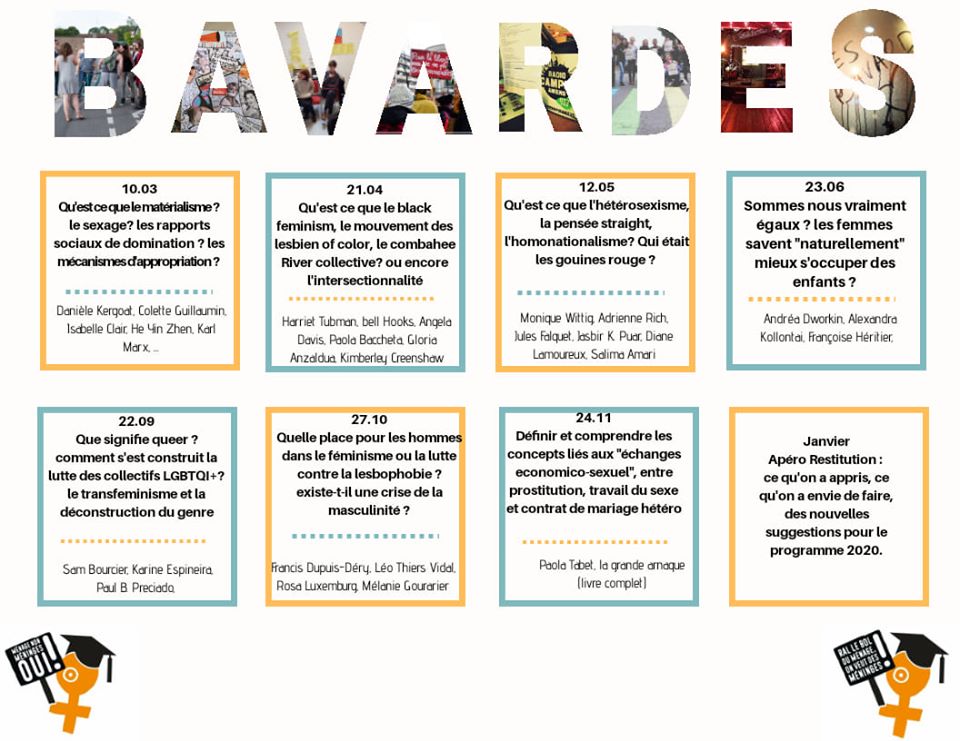 BAVARDES
10.03
Qu'est ce que le matérialisme ?
le sexage? les rapports
sociaux de domination ? les
mécanismes d'appropriation ?
Danièle Kergoat, Colette Guillaumin,
Isabelle Clair, He Yin Zhen, Karl
Marx, ...
21.04
Qu'est ce que le black
feminism, le mouvement des
lesbien of color, le combahee
River collective? ou encore
l'intersectionnalité
Harriet Tubman, bell Hooks, Angela
Davis, Paola Baccheta, Gloria
Anzaldua, Kimberley Creenshaw
12.05
Qu'est ce que l'hétérosexisme,
la pensée straight,
l'homonationalisme? Qui était
les gouines rouge ?
Monique Wittig, Adrienne Rich,
Jules Falquet, Jasbir K. Puar, Diane
Lamoureux, Salima Amari
23.06
Sommes nous vraiment
égaux ? les femmes
savent "naturellement"
mieux s'occuper des
enfants ?
Andréa Dworkin, Alexandra
Kollontai, Françoise Héritier,
22.09
Que signifie queer ?
comment s'est construit la
lutte des collectifs LGBTQI+?
le transfeminisme et la
déconstruction du genre
Sam Bourcier, Karine Espineira,
Paul B. Preciado,
27.10
Quelle place pour les hommes
dans le féminisme ou la lutte
contre la lesbophobie ?
existe-t-il une crise de la
masculinité ?
Francis Dupuis-Déry, Léo Thiers Vidal,
Rosa Luxemburg, Mélanie Gourarier
24.11
Définir et comprendre les
concepts liés aux "échanges
economico-sexuel", entre
prostitution, travail du sexe
et contrat de mariage hétéro
Paola Tabet, la grande arnaque
(livre complet)
Janvier
Apéro Restitution :
ce qu'on a appris, ce
qu'on a envie de faire,
des nouvelles
suggestions pour le
programme 2020.
MÉNAGE NON
MÉNINGES
OUI!
RAL LE BOL
DU MÉNAGE,
ON VEUT DES
MÉNINGES
!